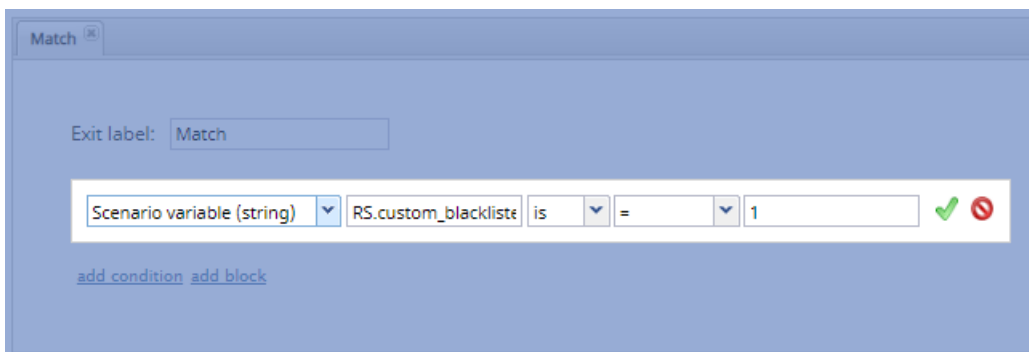 Match
Exit label: Match
Scenario variable (string) RS.custom_blackliste is = 1
add condition add block